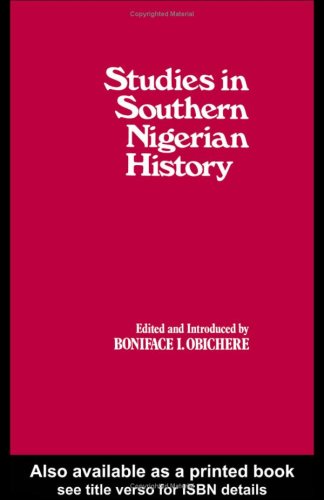 Copyrighted Material
Studies in
Southern
Nigerian
History
Edited and Introduced by
BONIFACE I. OBICHERE
Copyrighted Material
Also available as a printed book
see title verso for ISBN details